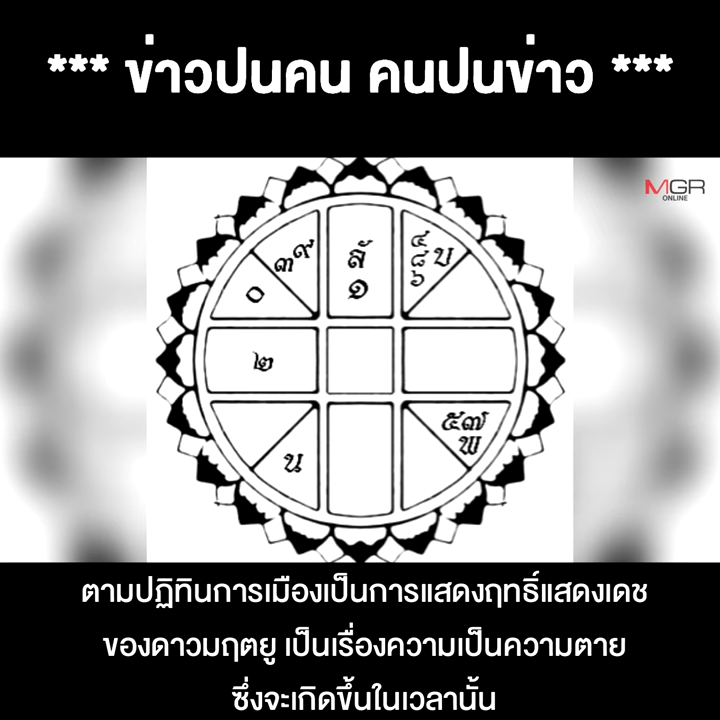 *** ข่าวปนคน คนปนข่าว ***
MGR
ONLINE
๓๙
ลั
๑
๔
๘ บ
๖
๐
๒
๕๗
พ
น
ตามปฏิทินการเมืองเป็นการแสดงฤทธิ์แสดงเดช
ของดาวมฤตยู เป็นเรื่องความเป็นความตาย
ซึ่งจะเกิดขึ้นในเวลานั้น